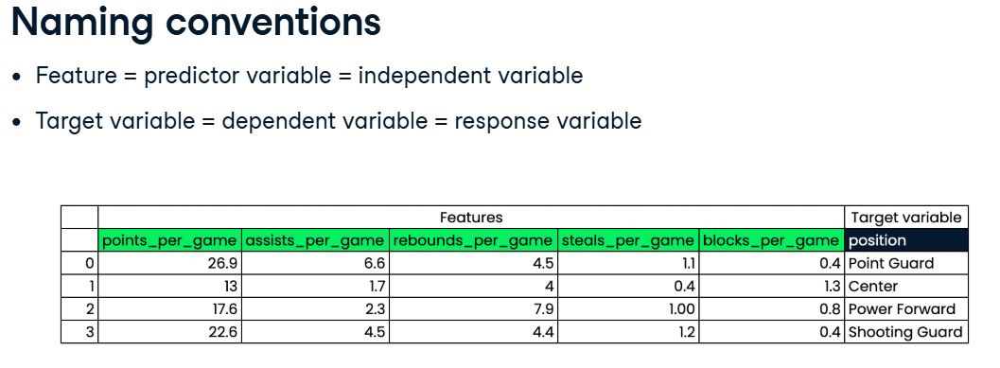 Naming conventions
• Feature = predictor variable = independent variable
• Target variable = dependent variable = response variable
Features Target variable
points_per_game assists_per_game rebounds_per_game steals_per_game blocks_per_game position
0 26.9 6.6 4.5 1.1 0.4 Point Guard
1 13 1.7 4 0.4 1.3 Center
2 17.6 2.3 7.9 1.00 0.8 Power Forward
3 22.6 4.5 4.4 1.2 0.4 Shooting Guard